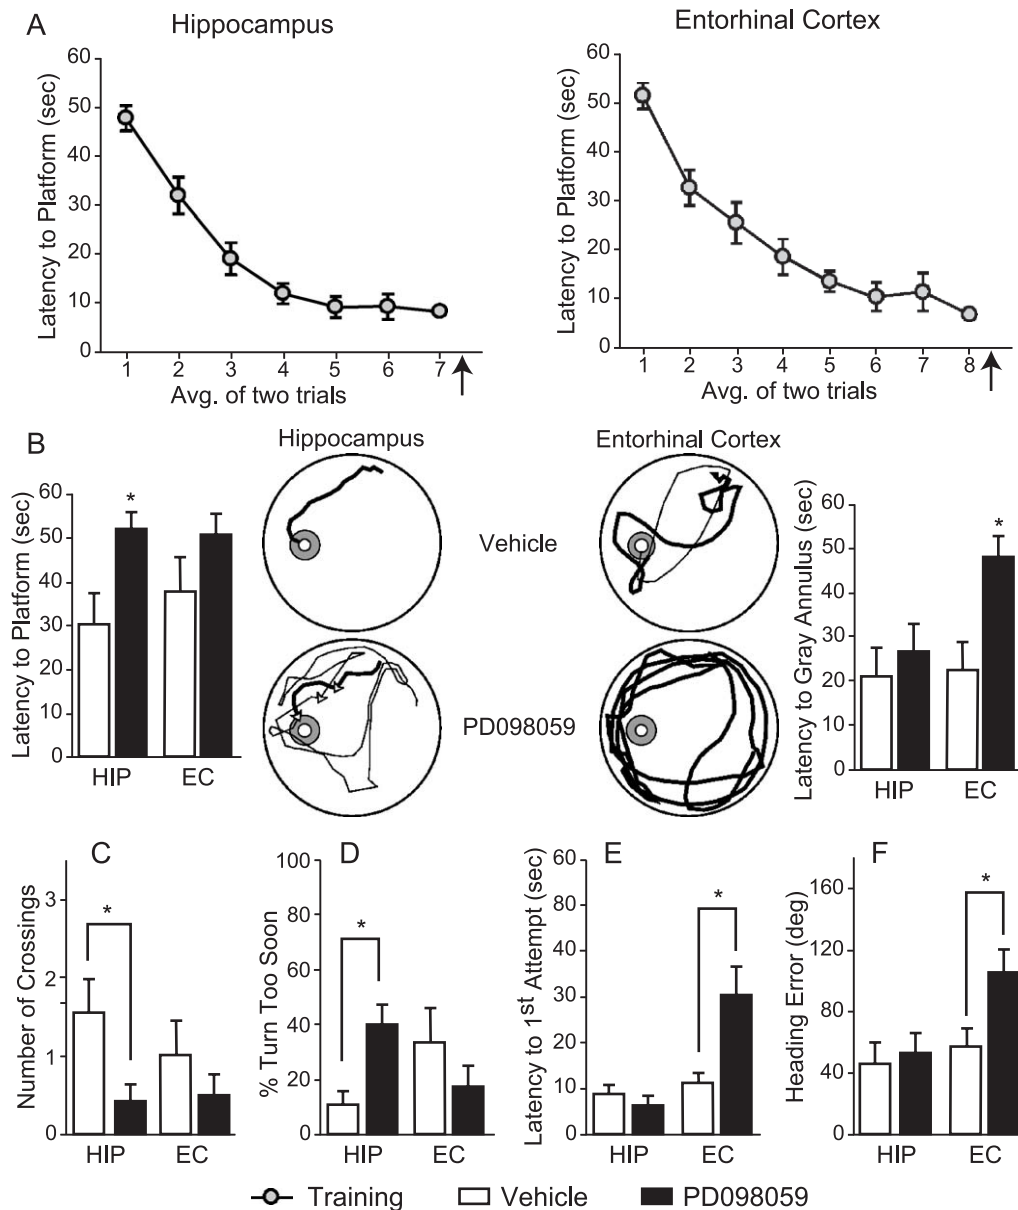 A
Hippocampus
Entorhinal Cortex
Latency to Platform (sec)
60
50
40
30
20
10
0
1 2 3 4 5 6 7
Avg. of two trials
Latency to Platform (sec)
60
50
40
30
20
10
0
1 2 3 4 5 6 7 8
Avg. of two trials
B
Hippocampus
Entorhinal Cortex
Latency to Platform (sec)
60
50
40
30
20
10
0
*
HIP EC
Vehicle
PD098059
Latency to Gray Annulus (sec)
60
50
40
30
20
10
0
*
HIP EC
C
Number of Crossings
3
2
1
0
*
HIP EC
D
% Turn Too Soon
100
80
60
40
20
0
*
HIP EC
E
Latency to 1st Attempt (sec)
60
80
40
30
20
10
0
*
HIP EC
F
Heading Error (deg)
160
120
80
40
0
*
HIP EC
Training Vehicle PD098059